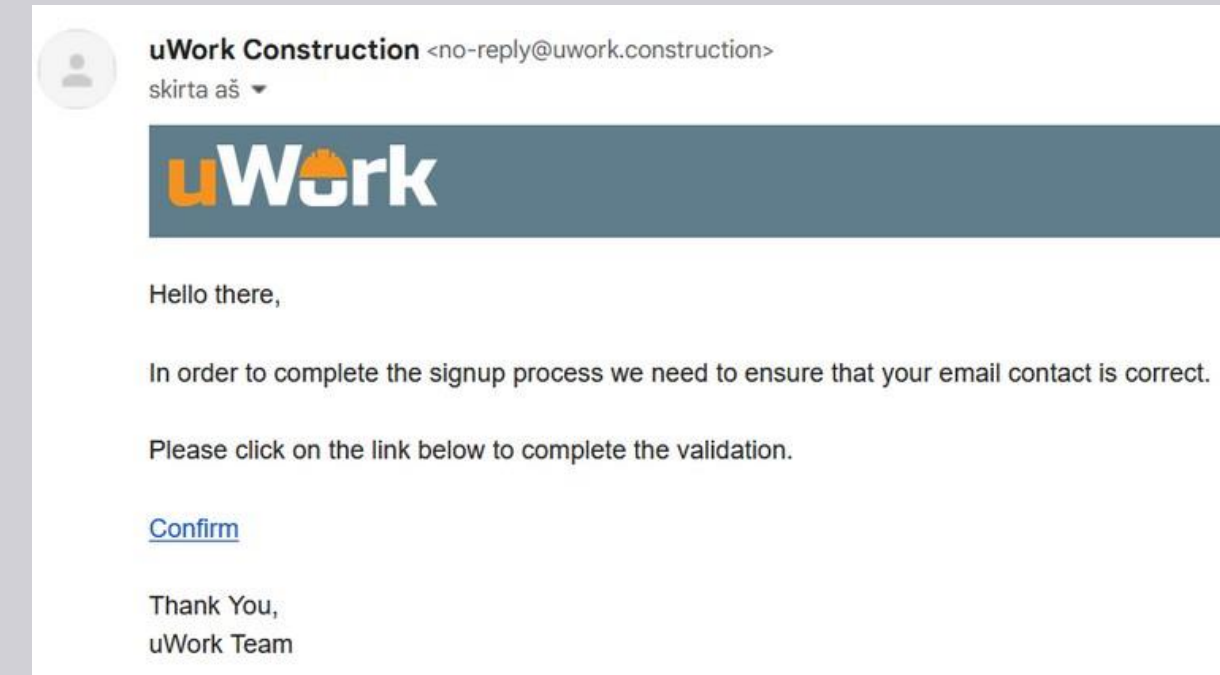 uWork Construction <no-reply@uwork.construction>
skirta aš
uWork
Hello there,
In order to complete the signup process we need to ensure that your email contact is correct.
Please click on the link below to complete the validation.
Confirm
Thank You,
uWork Team